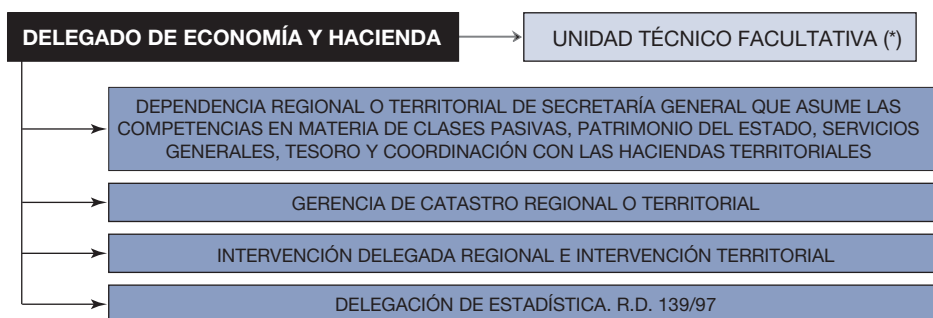 DELEGADO DE ECONOMÍA Y HACIENDA
UNIDAD TÉCNICO FACULTATIVA (*)
DEPENDENCIA REGIONAL O TERRITORIAL DE SECRETARÍA GENERAL QUE ASUME LAS
COMPETENCIAS EN MATERIA DE CLASES PASIVAS, PATRIMONIO DEL ESTADO, SERVICIOS
GENERALES, TESORO Y COORDINACIÓN CON LAS HACIENDAS TERRITORIALES
GERENCIA DE CATASTRO REGIONAL O TERRITORIAL
INTERVENCIÓN DELEGADA REGIONAL E INTERVENCIÓN TERRITORIAL
DELEGACIÓN DE ESTADÍSTICA. R.D. 139/97